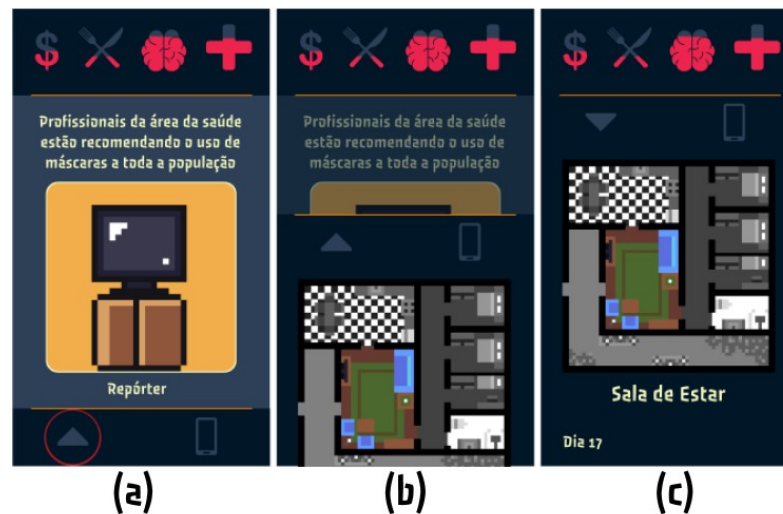 Profissionais da área da saúde
estão recomendando o uso de
máscaras a toda a população
Repórter
(a)
Profissionais da área da saúde
estão recomendando o uso de
máscaras a toda a população
(b)
Sala de Estar
Dia 17
(c)